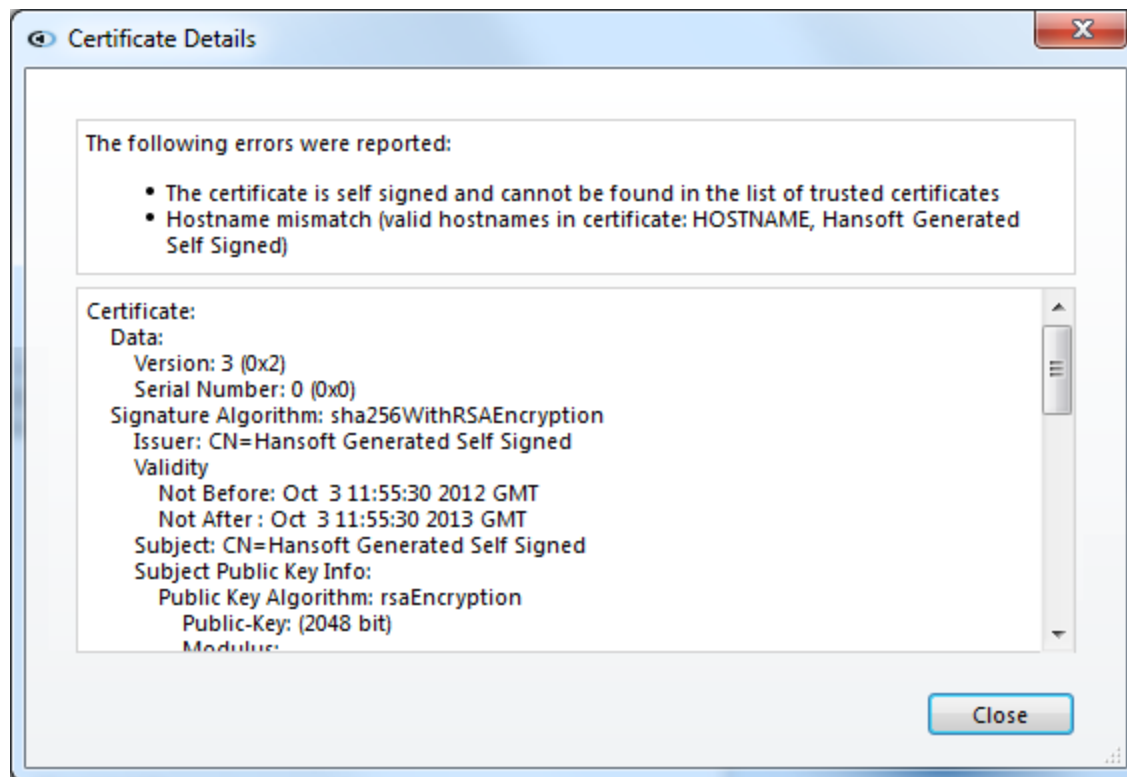 Certificate Details
The following errors were reported:
• The certificate is self signed and cannot be found in the list of trusted certificates
• Hostname mismatch (valid hostnames in certificate: HOSTNAME, Hansoft Generated
Self Signed)
Certificate:
Data:
Version: 3 (0x2)
Serial Number: 0 (0x0)
Signature Algorithm: sha256WithRSAEncryption
Issuer: CN=Hansoft Generated Self Signed
Validity
Not Before: Oct  3 11:55:30 2012 GMT
Not After : Oct  3 11:55:30 2013 GMT
Subject: CN=Hansoft Generated Self Signed
Subject Public Key Info:
Public Key Algorithm: rsaEncryption
Public-Key: (2048 bit)
Modulus:
Close